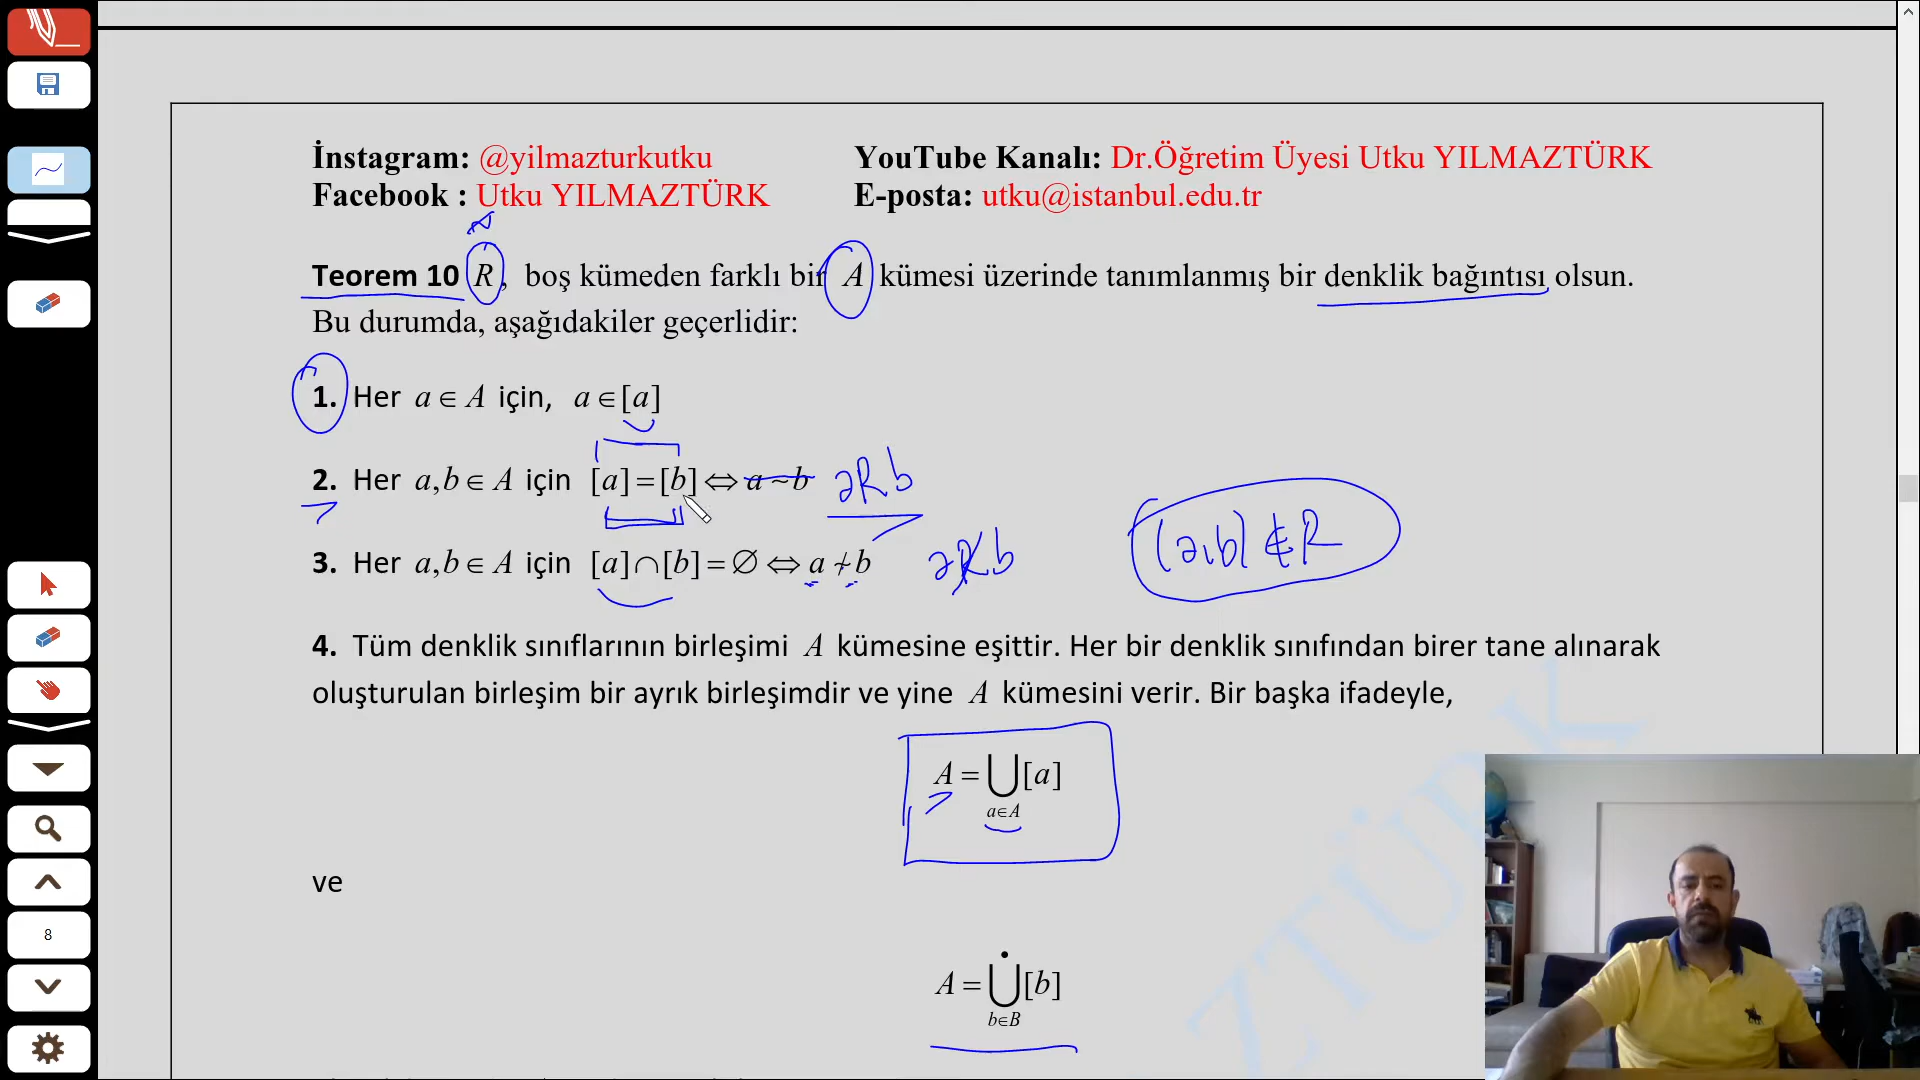 İnstagram: @yilmazturkutku YouTube Kanalı: Dr.Öğretim Üyesi Utku YILMAZTÜRK
Facebook : Utku YILMAZTÜRK E-posta: utku@istanbul.edu.tr
Teorem 10 R, boş kümeden farklı bir A kümesi üzerinde tanımlanmış bir denklik bağıntısı olsun.
Bu durumda, aşağıdakiler geçerlidir:
1. Her a ∈ A için, a ∈ [a]
2. Her a,b ∈ A için [a] = [b] ⇔ a ~ b aRb
3. Her a,b ∈ A için [a] ∩ [b] = ∅ ⇔ a ≁ b aR̸b (a,b) ∉ R
4. Tüm denklik sınıflarının birleşimi A kümesine eşittir. Her bir denklik sınıfından birer tane alınarak
oluşturulan birleşim bir ayrık birleşimdir ve yine A kümesini verir. Bir başka ifadeyle,
A = ⋃[a]
a∈A
ve
A = ⋃̇[b]
b∈B
8
ZTÜRK